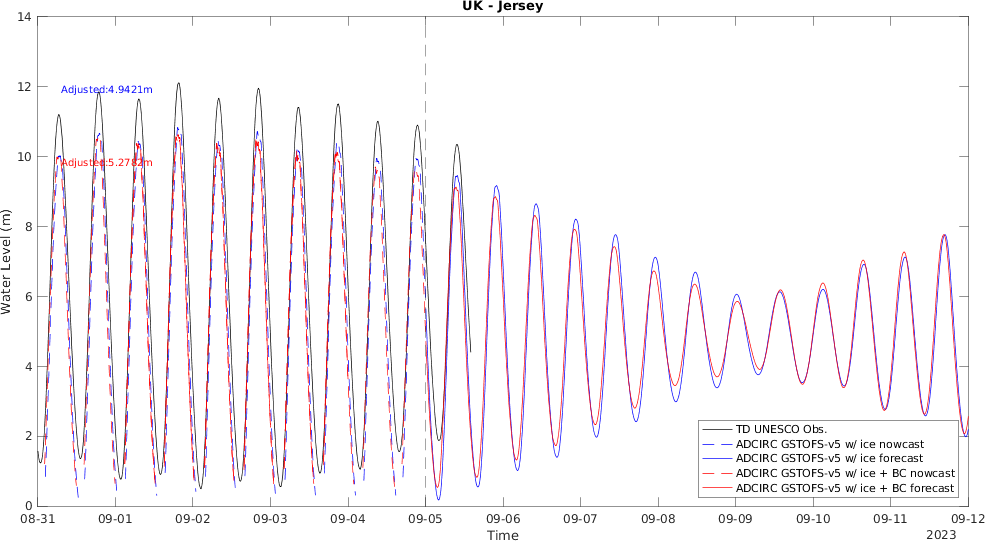 UK - Jersey
14
12
10
8
6
4
2
0
Water Level (m)
Adjusted:4.9421m
Adjusted:5.2782m
TD UNESCO Obs.
ADCIRC GSTOFS-v5 w/ ice nowcast
ADCIRC GSTOFS-v5 w/ ice forecast
ADCIRC GSTOFS-v5 w/ ice + BC nowcast
ADCIRC GSTOFS-v5 w/ ice + BC forecast
08-31 09-01 09-02 09-03 09-04 09-05 09-06 09-07 09-08 09-09 09-10 09-11 09-12
Time
2023